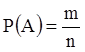 P(A) = m/n